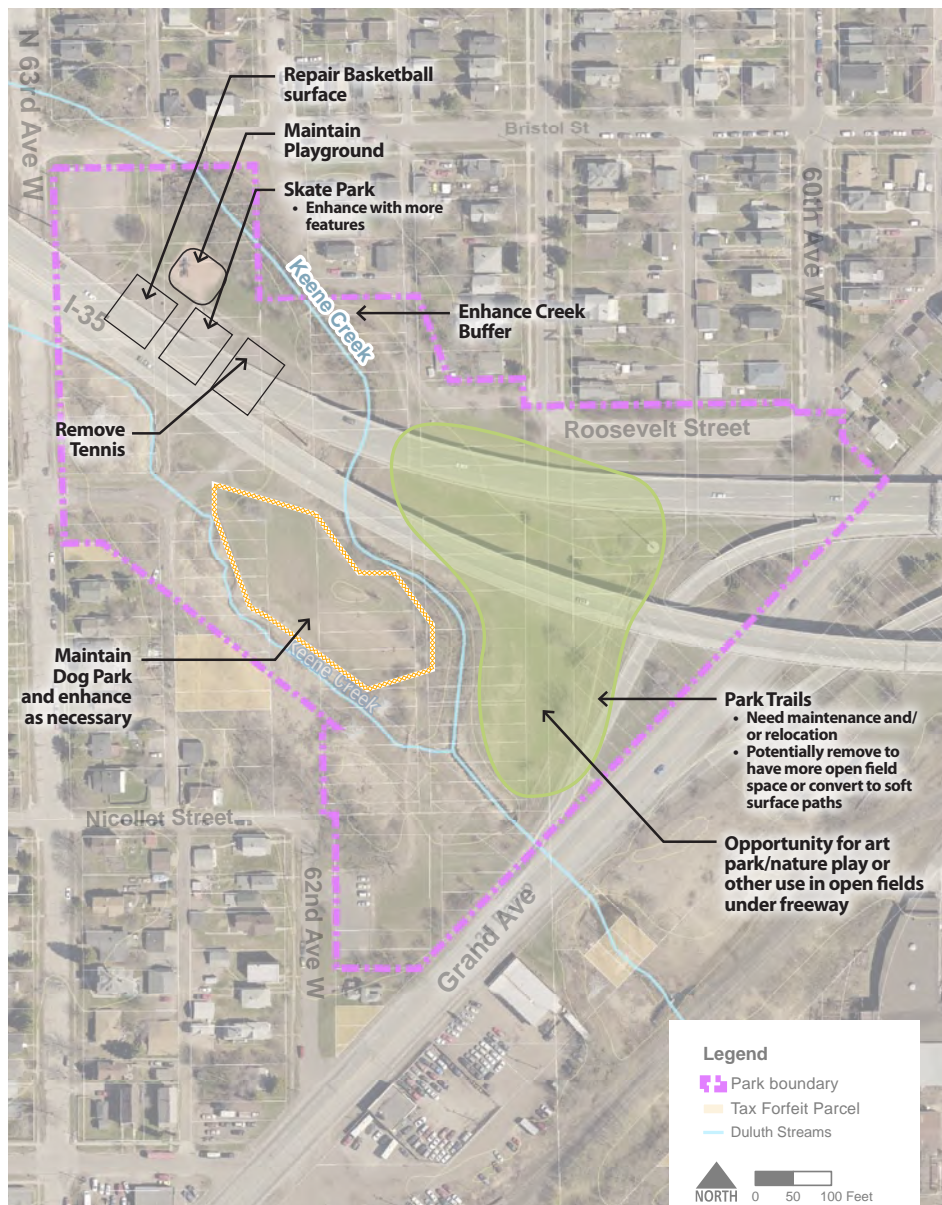 N 63rd Ave W
Repair Basketball
surface
Bristol St
Maintain
Playground
60th Ave W
Skate Park
• Enhance with more
features
Keene Creek
I-35
Enhance Creek
Buffer
N
Remove
Tennis
Roosevelt Street
Maintain
Dog Park
and enhance
as necessary
Keene Creek
Park Trails
• Need maintenance and/
or relocation
• Potentially remove to
have more open field
space or convert to soft
surface paths
Nicollet Street
Opportunity for art
park/nature play or
other use in open fields
under freeway
62nd Ave W
Grand Ave
Legend
Park boundary
Tax Forfeit Parcel
Duluth Streams
NORTH
0 50 100 Feet